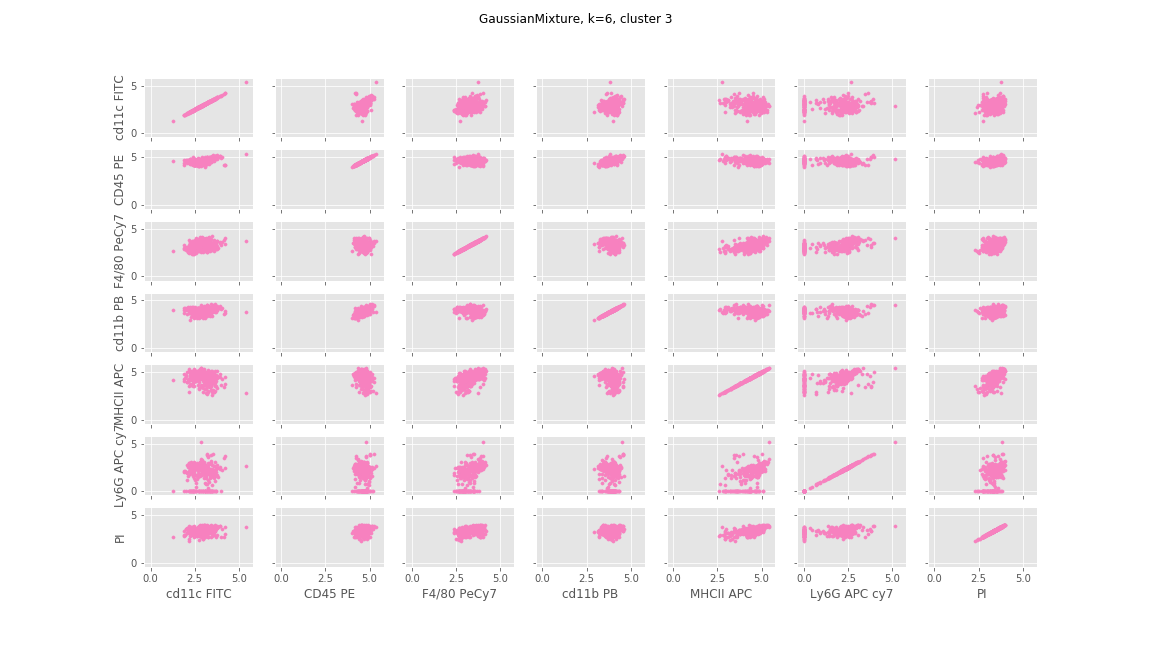 GaussianMixture, k=6, cluster 3
cd11c FITC
5
0
CD45 PE
5
0
F4/80 PeCy7
5
0
cd11b PB
5
0
MHCII APC
5
0
Ly6G APC cy7
5
0
PI
5
0
0.0 2.5 5.0 0.0 2.5 5.0 0.0 2.5 5.0 0.0 2.5 5.0 0.0 2.5 5.0 0.0 2.5 5.0 0.0 2.5 5.0
cd11c FITC CD45 PE F4/80 PeCy7 cd11b PB MHCII APC Ly6G APC cy7 PI